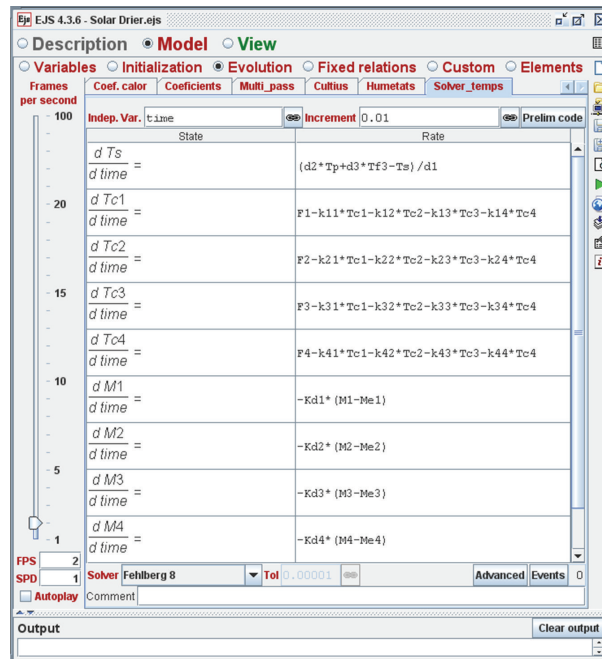 EJS 4.3.6 - Solar Drier.ejs
Description Model View
Variables Initialization Evolution Fixed relations Custom Elements
Frames per second
Coef. calor Coeficients Multi_pass Cultius Humetats Solver_temps
Indep. Var. time Increment 0.01 Prelim code
State Rate
d Ts / d time = (d2*Tp+d3*Tf3-Ts)/d1
d Tc1 / d time = F1-k11*Tc1-k12*Tc2-k13*Tc3-k14*Tc4
d Tc2 / d time = F2-k21*Tc1-k22*Tc2-k23*Tc3-k24*Tc4
d Tc3 / d time = F3-k31*Tc1-k32*Tc2-k33*Tc3-k34*Tc4
d Tc4 / d time = F4-k41*Tc1-k42*Tc2-k43*Tc3-k44*Tc4
d M1 / d time = -Kd1*(M1-Me1)
d M2 / d time = -Kd2*(M2-Me2)
d M3 / d time = -Kd3*(M3-Me3)
d M4 / d time = -Kd4*(M4-Me4)
100
20
15
10
5
1
FPS 2
SPD 1
Autoplay
Solver Fehlberg 8 Tol 0.00001 Advanced Events 0
Comment
Output Clear output